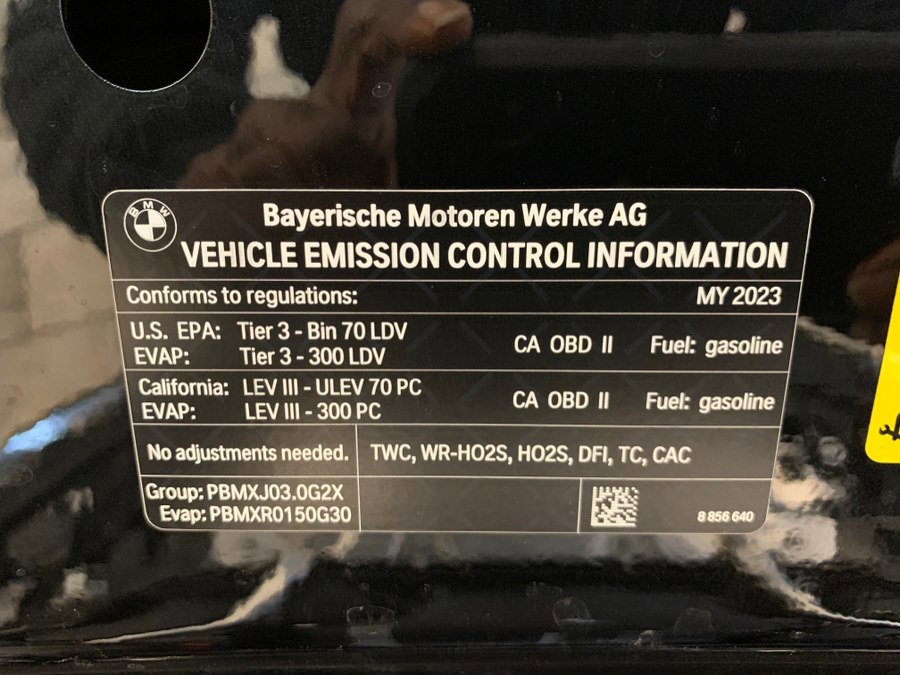 BMW
Bayerische Motoren Werke AG
VEHICLE EMISSION CONTROL INFORMATION
Conforms to regulations: MY 2023
U.S. EPA: Tier 3 - Bin 70 LDV CA OBD II Fuel: gasoline
EVAP: Tier 3 - 300 LDV
California: LEV III - ULEV 70 PC CA OBD II Fuel: gasoline
EVAP: LEV III - 300 PC
No adjustments needed. TWC, WR-HO2S, HO2S, DFI, TC, CAC
Group: PBMXJ03.0G2X
Evap: PBMXR0150G30
8 856 640